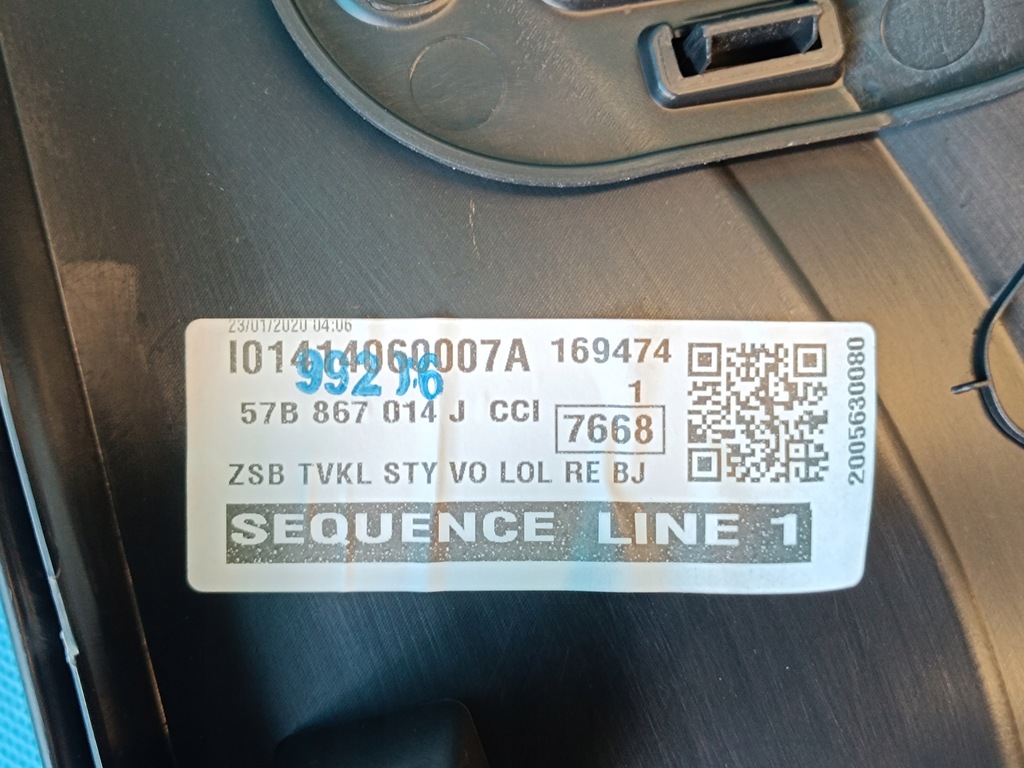 23/01/2020 04:06
I01414060007A 169474
99216
1
57B 867 014 J CCI 7668
ZSB TVKL STY VO LOL RE BJ
SEQUENCE LINE 1
2005630080